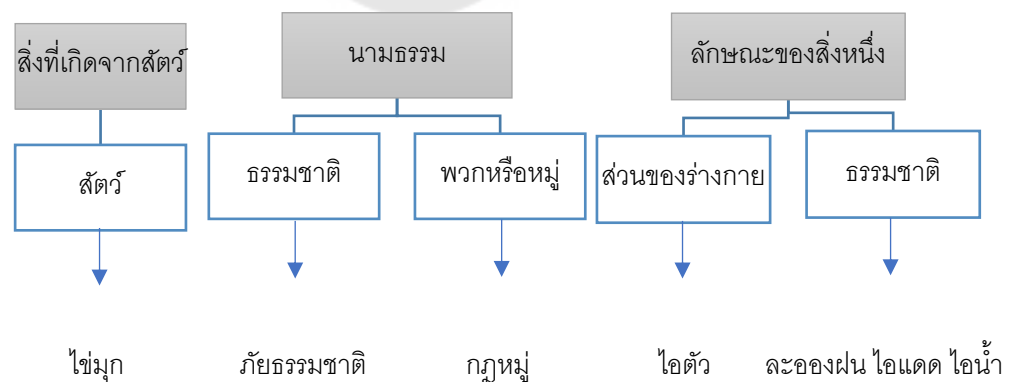 สิ่งที่เกิดจากสัตว์ นามธรรม ลักษณะของสิ่งหนึ่ง
สัตว์ ธรรมชาติ พวกหรือหมู่ ส่วนของร่างกาย ธรรมชาติ
ไข่มุก ภัยธรรมชาติ กฎหมู่ ไอตัว ละอองฝน ไอแดด ไอน้ำ